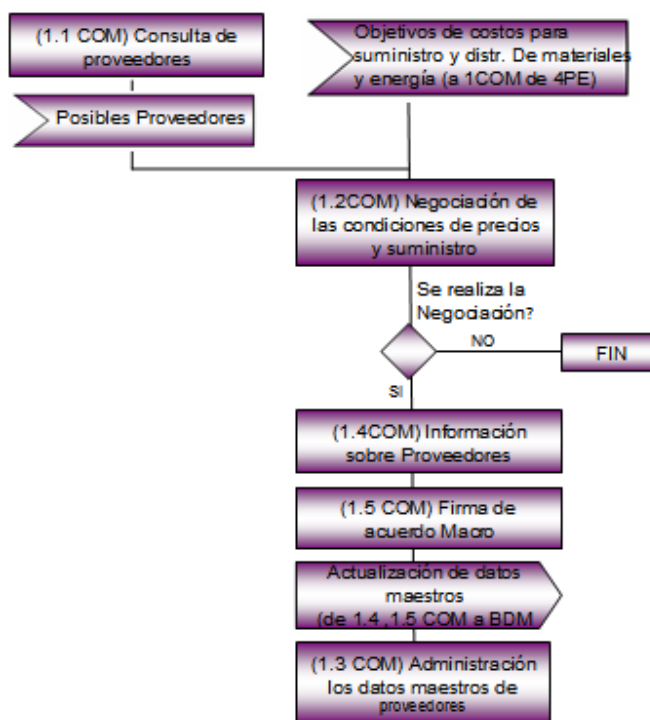 (1.1 COM) Consulta de
proveedores
Objetivos de costos para
suministro y distr. De materiales
y energía (a 1COM de 4PE)
Posibles Proveedores
(1.2COM) Negociación de
las condiciones de precios
y suministro
Se realiza la
Negociación?
NO
FIN
SI
(1.4COM) Información
sobre Proveedores
(1.5 COM) Firma de
acuerdo Macro
Actualización de datos
maestros
(de 1.4 ,1.5 COM a BDM
(1.3 COM) Administración
los datos maestros de
proveedores